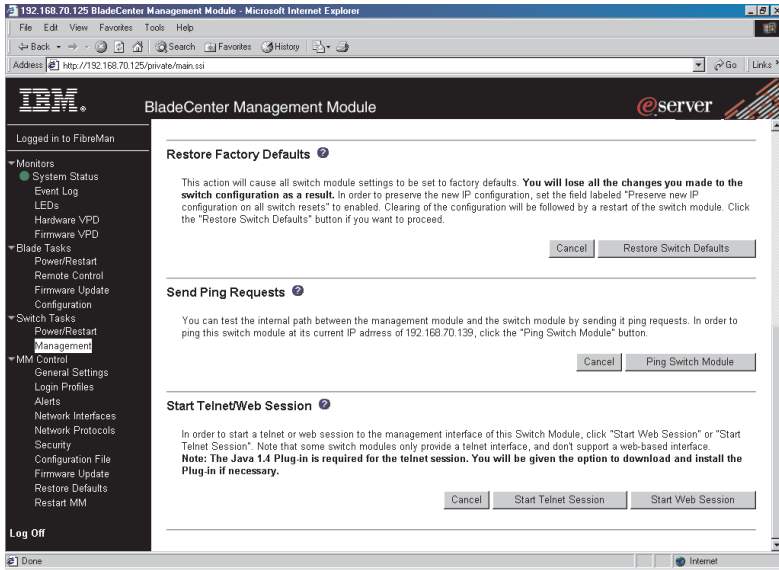 192.168.70.125 BladeCenter Management Module - Microsoft Internet Explorer
File Edit View Favorites Tools Help
Back Search Favorites History
Address http://192.168.70.125/private/main.ssi Go Links
IBM®
BladeCenter Management Module
@server
Logged in to FibreMan
Monitors
System Status
Event Log
LEDs
Hardware VPD
Firmware VPD
Blade Tasks
Power/Restart
Remote Control
Firmware Update
Configuration
Switch Tasks
Power/Restart
Management
MM Control
General Settings
Login Profiles
Alerts
Network Interfaces
Network Protocols
Security
Configuration File
Firmware Update
Restore Defaults
Restart MM
Log Off
Restore Factory Defaults ?
This action will cause all switch module settings to be set to factory defaults. You will lose all the changes you made to the
switch configuration as a result. In order to preserve the new IP configuration, set the field labeled "Preserve new IP
configuration on all switch resets" to enabled. Clearing of the configuration will be followed by a restart of the switch module. Click
the "Restore Switch Defaults" button if you want to proceed.
Cancel Restore Switch Defaults
Send Ping Requests ?
You can test the internal path between the management module and the switch module by sending it ping requests. In order to
ping this switch module at its current IP adrress of 192.168.70.139, click the "Ping Switch Module" button.
Cancel Ping Switch Module
Start Telnet/Web Session ?
In order to start a telnet or web session to the management interface of this Switch Module, click "Start Web Session" or "Start
Telnet Session". Note that some switch modules only provide a telnet interface, and don't support a web-based interface.
Note: The Java 1.4 Plug-in is required for the telnet session. You will be given the option to download and install the
Plug-in if necessary.
Cancel Start Telnet Session Start Web Session
Done Internet